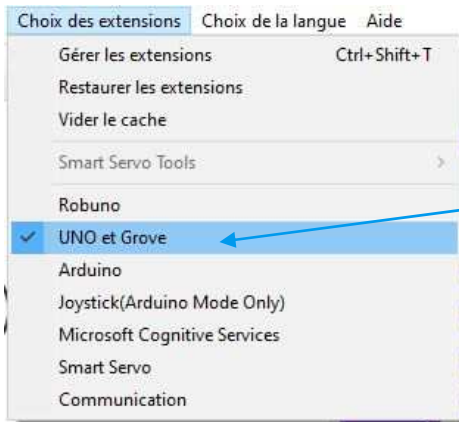 Choix des extensions Choix de la langue Aide
Gérer les extensions Ctrl+Shift+T
Restaurer les extensions
Vider le cache
Smart Servo Tools
Robuno
UNO et Grove
Arduino
Joystick(Arduino Mode Only)
Microsoft Cognitive Services
Smart Servo
Communication